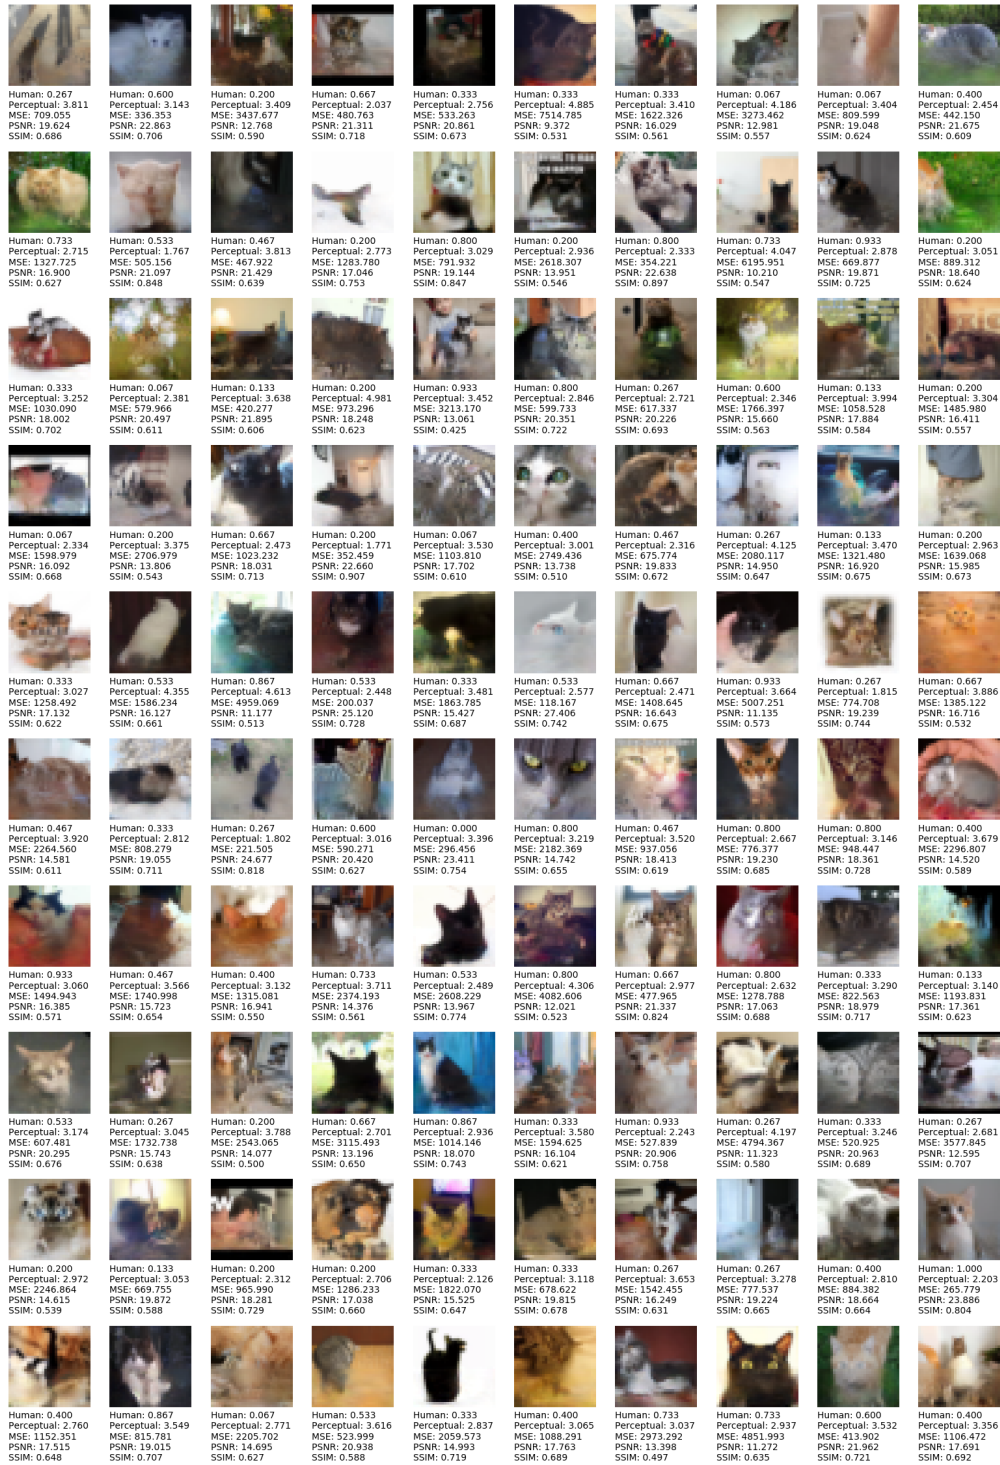 Human: 0.267
Perceptual: 3.811
MSE: 709.055
PSNR: 19.624
SSIM: 0.686
Human: 0.600
Perceptual: 3.143
MSE: 336.353
PSNR: 22.863
SSIM: 0.706
Human: 0.200
Perceptual: 3.409
MSE: 3437.677
PSNR: 12.768
SSIM: 0.590
Human: 0.667
Perceptual: 2.037
MSE: 480.763
PSNR: 21.311
SSIM: 0.718
Human: 0.333
Perceptual: 2.756
MSE: 533.263
PSNR: 20.861
SSIM: 0.673
Human: 0.333
Perceptual: 4.885
MSE: 7514.785
PSNR: 9.372
SSIM: 0.531
Human: 0.333
Perceptual: 3.410
MSE: 1622.326
PSNR: 16.029
SSIM: 0.561
Human: 0.067
Perceptual: 4.186
MSE: 3273.462
PSNR: 12.981
SSIM: 0.557
Human: 0.067
Perceptual: 3.404
MSE: 809.599
PSNR: 19.048
SSIM: 0.624
Human: 0.400
Perceptual: 2.454
MSE: 442.150
PSNR: 21.675
SSIM: 0.609
Human: 0.733
Perceptual: 2.715
MSE: 1327.725
PSNR: 16.900
SSIM: 0.627
Human: 0.533
Perceptual: 1.767
MSE: 505.156
PSNR: 21.097
SSIM: 0.848
Human: 0.467
Perceptual: 3.813
MSE: 467.922
PSNR: 21.429
SSIM: 0.639
Human: 0.200
Perceptual: 2.773
MSE: 1283.780
PSNR: 17.046
SSIM: 0.753
Human: 0.800
Perceptual: 3.029
MSE: 791.932
PSNR: 19.144
SSIM: 0.847
Human: 0.200
Perceptual: 2.936
MSE: 2618.307
PSNR: 13.951
SSIM: 0.546
Human: 0.800
Perceptual: 2.333
MSE: 354.221
PSNR: 22.638
SSIM: 0.897
Human: 0.733
Perceptual: 4.047
MSE: 6195.951
PSNR: 10.210
SSIM: 0.547
Human: 0.933
Perceptual: 2.878
MSE: 669.877
PSNR: 19.871
SSIM: 0.725
Human: 0.200
Perceptual: 3.051
MSE: 889.312
PSNR: 18.640
SSIM: 0.624
Human: 0.333
Perceptual: 3.252
MSE: 1030.090
PSNR: 18.002
SSIM: 0.702
Human: 0.067
Perceptual: 2.381
MSE: 579.966
PSNR: 20.497
SSIM: 0.611
Human: 0.133
Perceptual: 3.638
MSE: 420.277
PSNR: 21.895
SSIM: 0.606
Human: 0.200
Perceptual: 4.981
MSE: 973.296
PSNR: 18.248
SSIM: 0.623
Human: 0.933
Perceptual: 3.452
MSE: 3213.170
PSNR: 13.061
SSIM: 0.425
Human: 0.800
Perceptual: 2.846
MSE: 599.733
PSNR: 20.351
SSIM: 0.722
Human: 0.267
Perceptual: 2.721
MSE: 617.337
PSNR: 20.226
SSIM: 0.693
Human: 0.600
Perceptual: 2.346
MSE: 1766.397
PSNR: 15.660
SSIM: 0.563
Human: 0.133
Perceptual: 3.994
MSE: 1058.528
PSNR: 17.884
SSIM: 0.584
Human: 0.200
Perceptual: 3.304
MSE: 1485.980
PSNR: 16.411
SSIM: 0.557
Human: 0.067
Perceptual: 2.334
MSE: 1598.979
PSNR: 16.092
SSIM: 0.668
Human: 0.200
Perceptual: 3.375
MSE: 2706.979
PSNR: 13.806
SSIM: 0.543
Human: 0.667
Perceptual: 2.473
MSE: 1023.232
PSNR: 18.031
SSIM: 0.713
Human: 0.200
Perceptual: 1.771
MSE: 352.459
PSNR: 22.660
SSIM: 0.907
Human: 0.067
Perceptual: 3.530
MSE: 1103.810
PSNR: 17.702
SSIM: 0.610
Human: 0.400
Perceptual: 3.001
MSE: 2749.436
PSNR: 13.738
SSIM: 0.510
Human: 0.467
Perceptual: 2.316
MSE: 675.774
PSNR: 19.833
SSIM: 0.672
Human: 0.267
Perceptual: 4.125
MSE: 2080.117
PSNR: 14.950
SSIM: 0.647
Human: 0.133
Perceptual: 3.470
MSE: 1321.480
PSNR: 16.920
SSIM: 0.675
Human: 0.200
Perceptual: 2.963
MSE: 1639.068
PSNR: 15.985
SSIM: 0.673
Human: 0.333
Perceptual: 3.027
MSE: 1258.492
PSNR: 17.132
SSIM: 0.622
Human: 0.533
Perceptual: 4.355
MSE: 1586.234
PSNR: 16.127
SSIM: 0.661
Human: 0.867
Perceptual: 4.613
MSE: 4959.069
PSNR: 11.177
SSIM: 0.513
Human: 0.533
Perceptual: 2.448
MSE: 200.037
PSNR: 25.120
SSIM: 0.728
Human: 0.333
Perceptual: 3.481
MSE: 1863.785
PSNR: 15.427
SSIM: 0.687
Human: 0.533
Perceptual: 2.577
MSE: 118.167
PSNR: 27.406
SSIM: 0.742
Human: 0.667
Perceptual: 2.471
MSE: 1408.645
PSNR: 16.643
SSIM: 0.675
Human: 0.933
Perceptual: 3.664
MSE: 5007.251
PSNR: 11.135
SSIM: 0.573
Human: 0.267
Perceptual: 1.815
MSE: 774.708
PSNR: 19.239
SSIM: 0.744
Human: 0.667
Perceptual: 3.886
MSE: 1385.122
PSNR: 16.716
SSIM: 0.532
Human: 0.467
Perceptual: 3.920
MSE: 2264.560
PSNR: 14.581
SSIM: 0.611
Human: 0.333
Perceptual: 2.812
MSE: 808.279
PSNR: 19.055
SSIM: 0.711
Human: 0.267
Perceptual: 1.802
MSE: 221.505
PSNR: 24.677
SSIM: 0.818
Human: 0.600
Perceptual: 3.016
MSE: 590.271
PSNR: 20.420
SSIM: 0.627
Human: 0.000
Perceptual: 3.396
MSE: 296.456
PSNR: 23.411
SSIM: 0.754
Human: 0.800
Perceptual: 3.219
MSE: 2182.369
PSNR: 14.742
SSIM: 0.655
Human: 0.467
Perceptual: 3.520
MSE: 937.056
PSNR: 18.413
SSIM: 0.619
Human: 0.800
Perceptual: 2.667
MSE: 776.377
PSNR: 19.230
SSIM: 0.685
Human: 0.800
Perceptual: 3.146
MSE: 948.447
PSNR: 18.361
SSIM: 0.728
Human: 0.400
Perceptual: 3.679
MSE: 2296.807
PSNR: 14.520
SSIM: 0.589
Human: 0.933
Perceptual: 3.060
MSE: 1494.943
PSNR: 16.385
SSIM: 0.571
Human: 0.467
Perceptual: 3.566
MSE: 1740.998
PSNR: 15.723
SSIM: 0.654
Human: 0.400
Perceptual: 3.132
MSE: 1315.081
PSNR: 16.941
SSIM: 0.550
Human: 0.733
Perceptual: 3.711
MSE: 2374.193
PSNR: 14.376
SSIM: 0.561
Human: 0.533
Perceptual: 2.489
MSE: 2608.229
PSNR: 13.967
SSIM: 0.774
Human: 0.800
Perceptual: 4.306
MSE: 4082.606
PSNR: 12.021
SSIM: 0.523
Human: 0.667
Perceptual: 2.977
MSE: 477.965
PSNR: 21.337
SSIM: 0.824
Human: 0.800
Perceptual: 2.632
MSE: 1278.788
PSNR: 17.063
SSIM: 0.688
Human: 0.333
Perceptual: 3.290
MSE: 822.563
PSNR: 18.979
SSIM: 0.717
Human: 0.133
Perceptual: 3.140
MSE: 1193.831
PSNR: 17.361
SSIM: 0.623
Human: 0.533
Perceptual: 3.174
MSE: 607.481
PSNR: 20.295
SSIM: 0.676
Human: 0.267
Perceptual: 3.045
MSE: 1732.738
PSNR: 15.743
SSIM: 0.638
Human: 0.200
Perceptual: 3.788
MSE: 2543.065
PSNR: 14.077
SSIM: 0.500
Human: 0.667
Perceptual: 2.701
MSE: 3115.493
PSNR: 13.196
SSIM: 0.650
Human: 0.867
Perceptual: 2.936
MSE: 1014.146
PSNR: 18.070
SSIM: 0.743
Human: 0.333
Perceptual: 3.580
MSE: 1594.625
PSNR: 16.104
SSIM: 0.621
Human: 0.933
Perceptual: 2.243
MSE: 527.839
PSNR: 20.906
SSIM: 0.758
Human: 0.267
Perceptual: 4.197
MSE: 4794.367
PSNR: 11.323
SSIM: 0.580
Human: 0.333
Perceptual: 3.246
MSE: 520.925
PSNR: 20.963
SSIM: 0.689
Human: 0.267
Perceptual: 2.681
MSE: 3577.845
PSNR: 12.595
SSIM: 0.707
Human: 0.200
Perceptual: 2.972
MSE: 2246.864
PSNR: 14.615
SSIM: 0.539
Human: 0.133
Perceptual: 3.053
MSE: 669.755
PSNR: 19.872
SSIM: 0.588
Human: 0.200
Perceptual: 2.312
MSE: 965.990
PSNR: 18.281
SSIM: 0.729
Human: 0.200
Perceptual: 2.706
MSE: 1286.233
PSNR: 17.038
SSIM: 0.660
Human: 0.333
Perceptual: 2.126
MSE: 1822.070
PSNR: 15.525
SSIM: 0.647
Human: 0.333
Perceptual: 3.118
MSE: 678.622
PSNR: 19.815
SSIM: 0.678
Human: 0.267
Perceptual: 3.653
MSE: 1542.455
PSNR: 16.249
SSIM: 0.631
Human: 0.267
Perceptual: 3.278
MSE: 777.537
PSNR: 19.224
SSIM: 0.665
Human: 0.400
Perceptual: 2.810
MSE: 884.382
PSNR: 18.664
SSIM: 0.664
Human: 1.000
Perceptual: 2.203
MSE: 265.779
PSNR: 23.886
SSIM: 0.804
Human: 0.400
Perceptual: 2.760
MSE: 1152.351
PSNR: 17.515
SSIM: 0.648
Human: 0.867
Perceptual: 3.549
MSE: 815.781
PSNR: 19.015
SSIM: 0.707
Human: 0.067
Perceptual: 2.771
MSE: 2205.702
PSNR: 14.695
SSIM: 0.627
Human: 0.533
Perceptual: 3.616
MSE: 523.999
PSNR: 20.938
SSIM: 0.588
Human: 0.333
Perceptual: 2.837
MSE: 2059.573
PSNR: 14.993
SSIM: 0.719
Human: 0.400
Perceptual: 3.065
MSE: 1088.291
PSNR: 17.763
SSIM: 0.689
Human: 0.733
Perceptual: 3.037
MSE: 2973.292
PSNR: 13.398
SSIM: 0.497
Human: 0.733
Perceptual: 2.937
MSE: 4851.993
PSNR: 11.272
SSIM: 0.635
Human: 0.600
Perceptual: 3.532
MSE: 413.902
PSNR: 21.962
SSIM: 0.721
Human: 0.400
Perceptual: 3.356
MSE: 1106.472
PSNR: 17.691
SSIM: 0.692